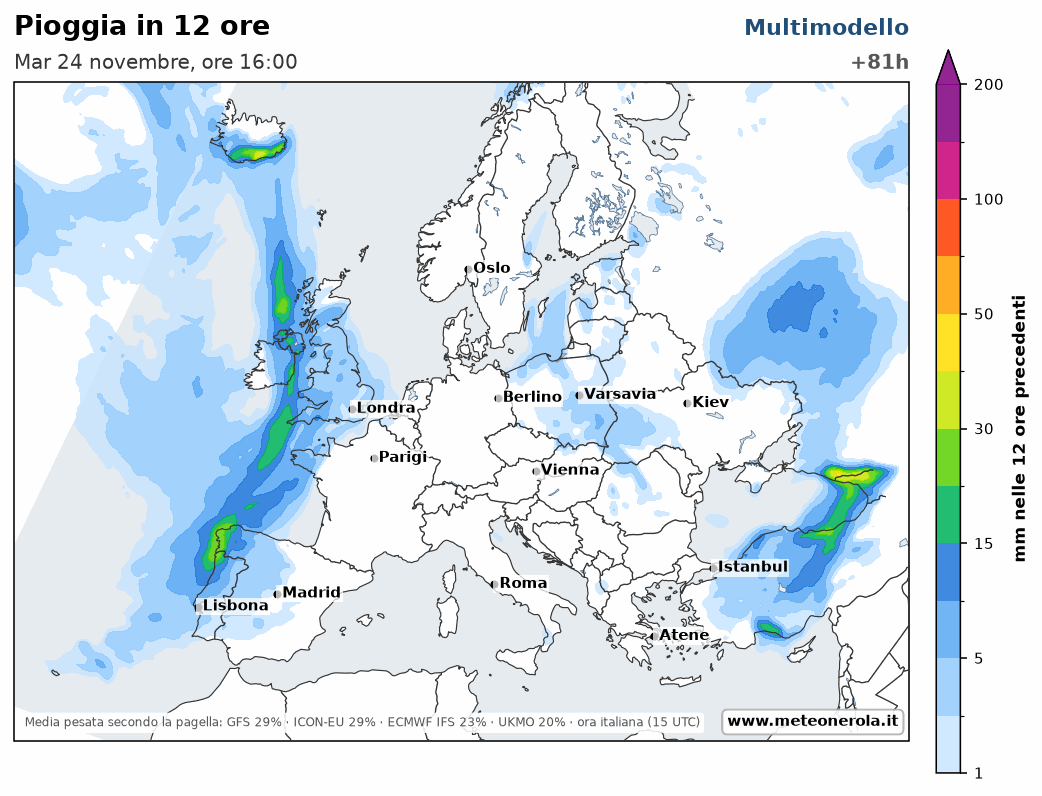 Pioggia in 12 ore
Multimodello
Mar 24 novembre, ore 16:00
+81h
200
100
50
30
15
5
1
mm nelle 12 ore precedenti
Oslo
Berlino
Varsavia
Kiev
Londra
Parigi
Vienna
Istanbul
Roma
Madrid
Lisbona
Atene
Media pesata secondo la pagella: GFS 29% · ICON-EU 29% · ECMWF IFS 23% · UKMO 20% · ora italiana (15 UTC)
www.meteonerola.it